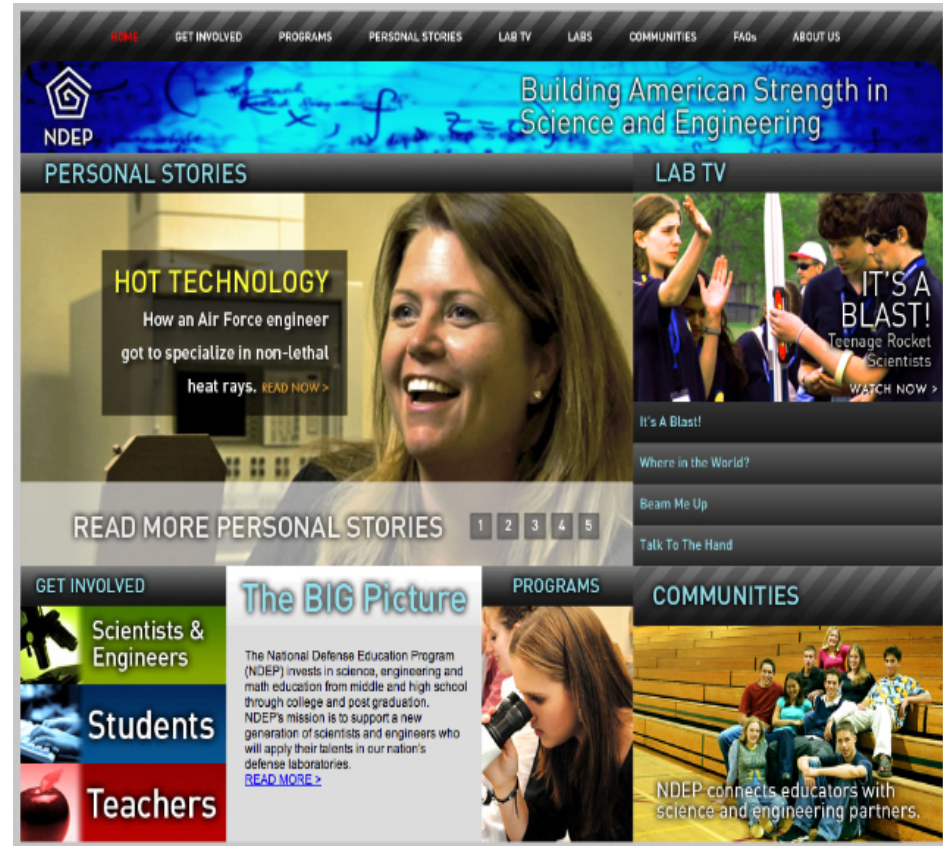 HOME GET INVOLVED PROGRAMS PERSONAL STORIES LAB TV LABS COMMUNITIES FAQs ABOUT US
NDEP
Building American Strength in
Science and Engineering
PERSONAL STORIES
HOT TECHNOLOGY
How an Air Force engineer
got to specialize in non-lethal
heat rays. READ NOW >
READ MORE PERSONAL STORIES 1 2 3 4 5
LAB TV
IT'S A
BLAST!
Teenage Rocket
Scientists
WATCH NOW >
It's A Blast!
Where in the World?
Beam Me Up
Talk To The Hand
GET INVOLVED
Scientists &
Engineers
Students
Teachers
The BIG Picture
The National Defense Education Program
(NDEP) invests in science, engineering and
math education from middle and high school
through college and post graduation.
NDEP's mission is to support a new
generation of scientists and engineers who
will apply their talents in our nation's
defense laboratories.
READ MORE >
PROGRAMS
COMMUNITIES
NDEP connects educators with
science and engineering partners.